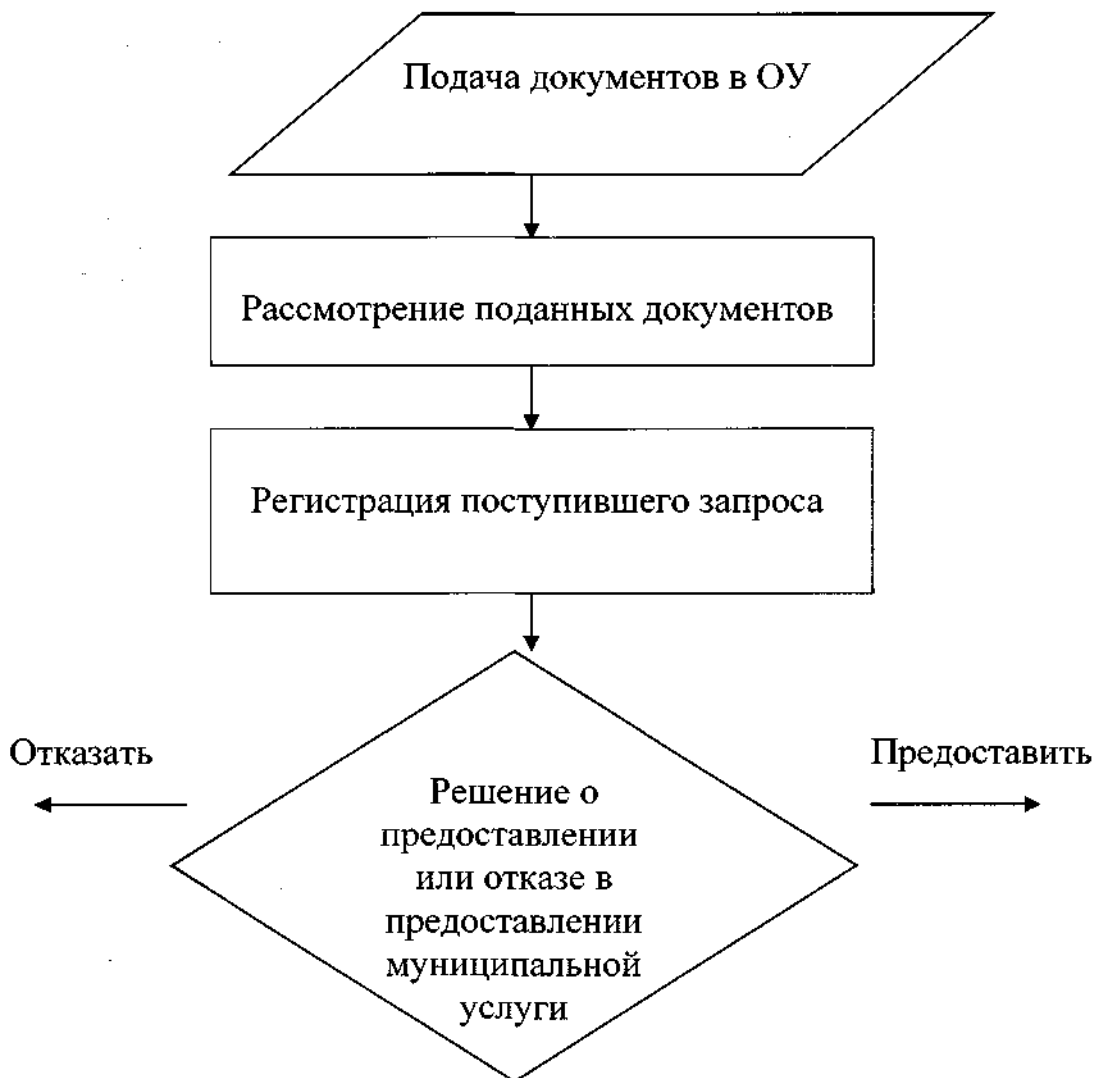 Подача документов в ОУ
Рассмотрение поданных документов
Регистрация поступившего запроса
Отказать
Предоставить
Решение о
предоставлении
или отказе в
предоставлении
муниципальной
услуги